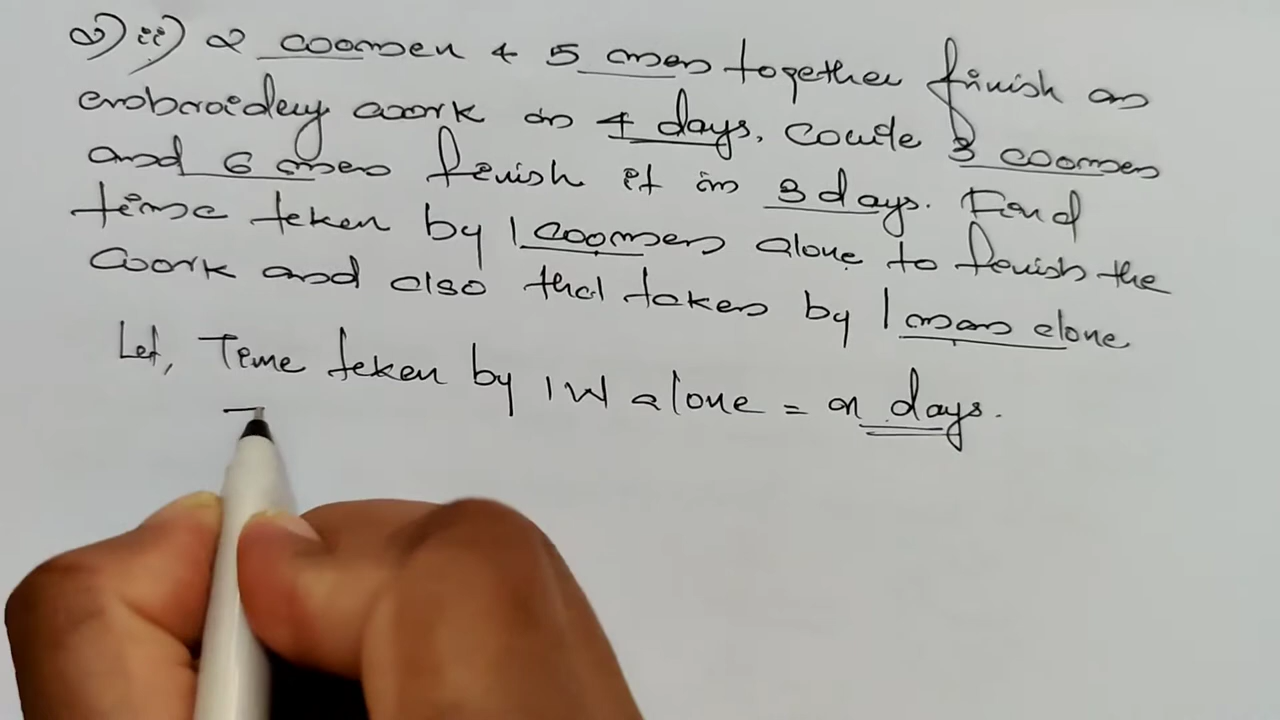 2) ii) 2 women & 5 men together finish an
embroidery work in 4 days, while 3 women
and 6 men finish it in 3 days. Find
time taken by 1 women alone to finish the
work and also that taken by 1 man alone
Let, Time taken by 1W alone = x days.